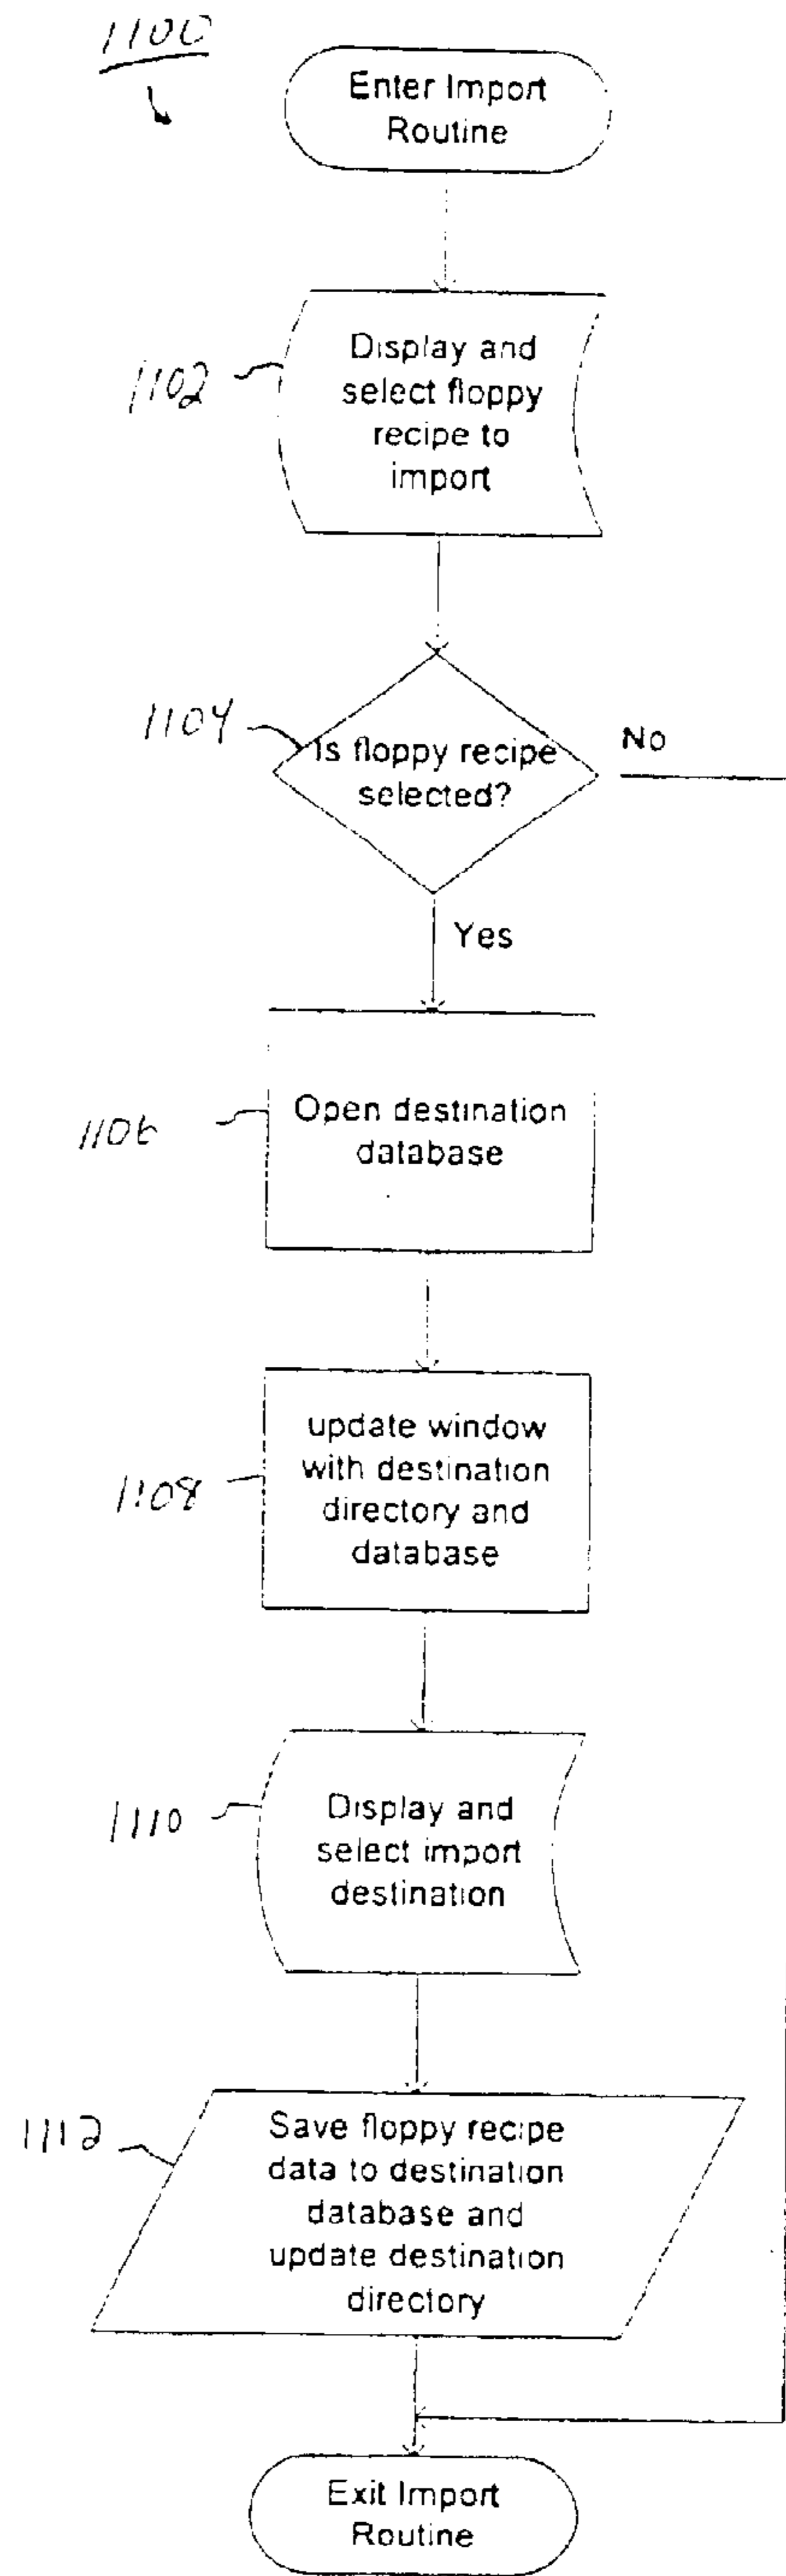 1100
Enter Import
Routine
1102
Display and
select floppy
recipe to
import
1104
Is floppy recipe
selected?
No
Yes
1106
Open destination
database
1108
update window
with destination
directory and
database
1110
Display and
select import
destination
1112
Save floppy recipe
data to destination
database and
update destination
directory
Exit Import
Routine